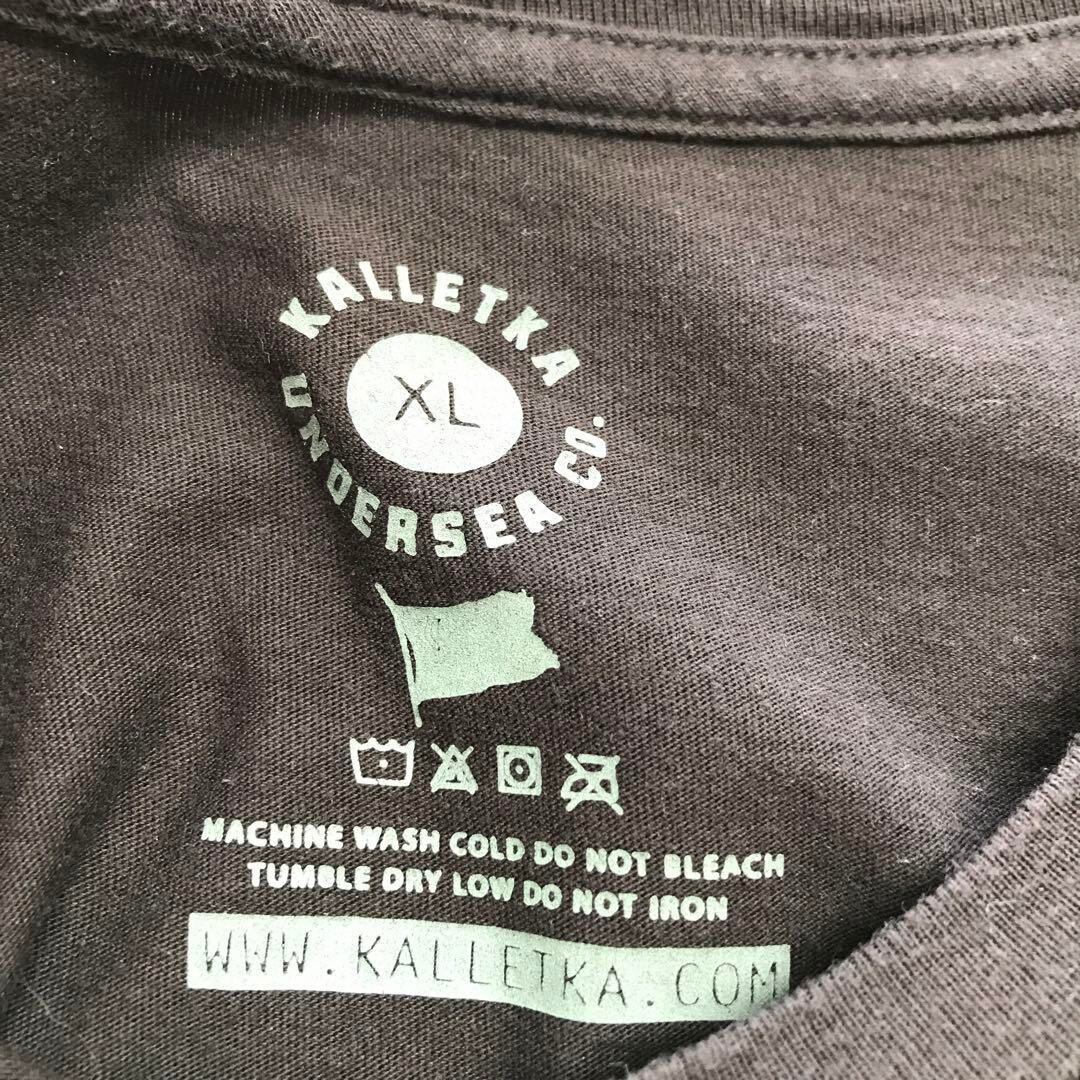 KALLETKA
XL
UNDERSEA CO.
MACHINE WASH COLD DO NOT BLEACH
TUMBLE DRY LOW DO NOT IRON
WWW.KALLETKA.COM